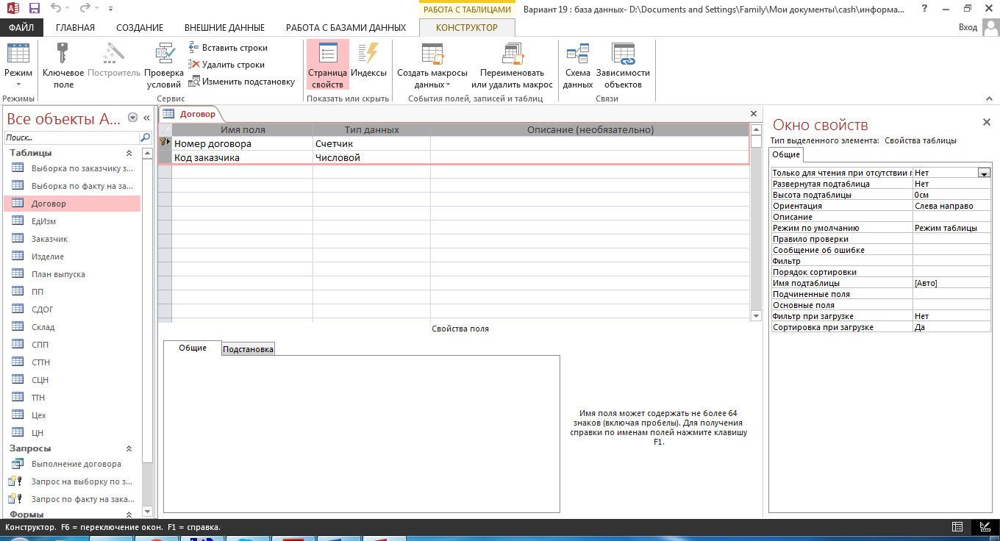 РАБОТА С ТАБЛИЦАМИ
Вариант 19 : база данных- D:\Documents and Settings\Family\Мои документы\cash\информа...
?
ФАЙЛ
ГЛАВНАЯ
СОЗДАНИЕ
ВНЕШНИЕ ДАННЫЕ
РАБОТА С БАЗАМИ ДАННЫХ
КОНСТРУКТОР
Вход
Режим
Ключевое
поле
Построитель
Проверка
условий
Вставить строки
Удалить строки
Изменить подстановку
Страница
свойств
Индексы
Создать макросы
данных
Переименовать
или удалить макрос
Схема
данных
Зависимости
объектов
Режимы
Сервис
Показать или скрыть
События полей, записей и таблиц
Связи
Все объекты A...
Поиск...
Таблицы
Выборка по заказчику з...
Выборка по факту на за...
Договор
ЕдИзм
Заказчик
Изделие
План выпуска
ПП
СДОГ
Склад
СПП
СТТН
СЦН
ТТН
Цех
ЦН
Запросы
Выполнение договора
Запрос на выборку по з...
Запрос по факту на зака...
Формы
Договор
Имя поля
Тип данных
Описание (необязательно)
Номер договора
Счетчик
Код заказчика
Числовой
Свойства поля
Общие
Подстановка
Имя поля может содержать не более 64
знаков (включая пробелы). Для получения
справки по именам полей нажмите клавишу
F1.
Окно свойств
Тип выделенного элемента: Свойства таблицы
Общие
Только для чтения при отсутствии
Нет
Развернутая подтаблица
Нет
Высота подтаблицы
0см
Ориентация
Слева направо
Описание
Режим по умолчанию
Режим таблицы
Правило проверки
Сообщение об ошибке
Фильтр
Порядок сортировки
Имя подтаблицы
[Авто]
Подчиненные поля
Основные поля
Фильтр при загрузке
Нет
Сортировка при загрузке
Да
Конструктор. F6 = переключение окон. F1 = справка.